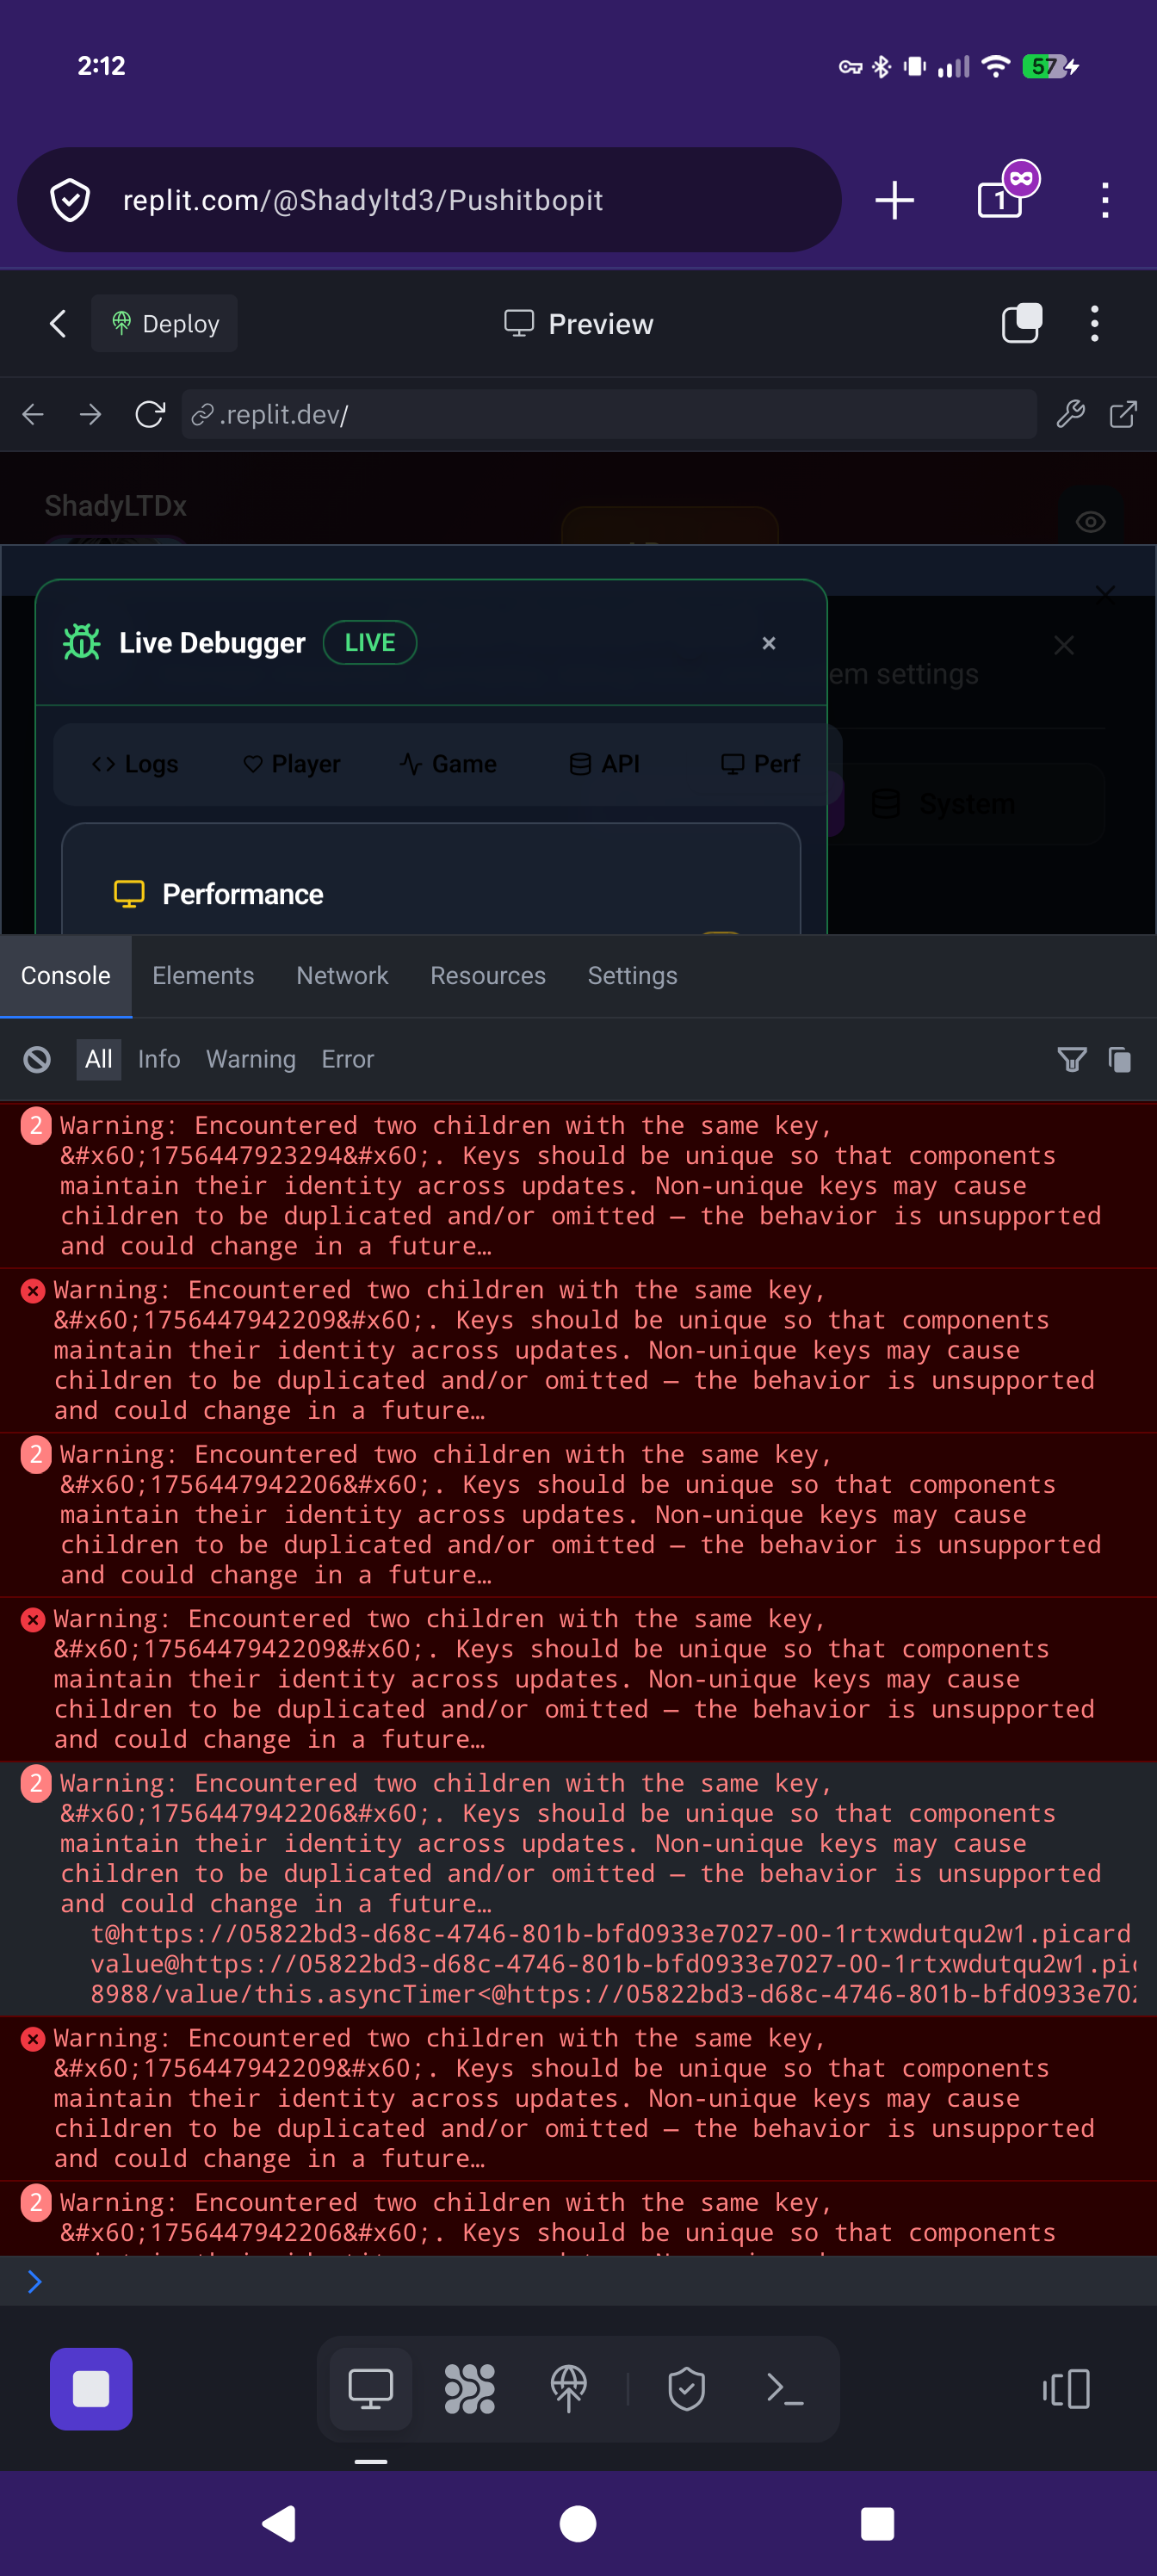 2:12
57
replit.com/@Shadyltd3/Pushitbopit
1
Deploy
Preview
.replit.dev/
ShadyLTDx
Live Debugger
LIVE
×
em settings
Logs
Player
Game
API
Perf
System
Performance
Console
Elements
Network
Resources
Settings
All
Info
Warning
Error
2
Warning: Encountered two children with the same key,
&#x60;1756447923294&#x60;. Keys should be unique so that components
maintain their identity across updates. Non-unique keys may cause
children to be duplicated and/or omitted — the behavior is unsupported
and could change in a future…
Warning: Encountered two children with the same key,
&#x60;1756447942209&#x60;. Keys should be unique so that components
maintain their identity across updates. Non-unique keys may cause
children to be duplicated and/or omitted — the behavior is unsupported
and could change in a future…
2
Warning: Encountered two children with the same key,
&#x60;1756447942206&#x60;. Keys should be unique so that components
maintain their identity across updates. Non-unique keys may cause
children to be duplicated and/or omitted — the behavior is unsupported
and could change in a future…
Warning: Encountered two children with the same key,
&#x60;1756447942209&#x60;. Keys should be unique so that components
maintain their identity across updates. Non-unique keys may cause
children to be duplicated and/or omitted — the behavior is unsupported
and could change in a future…
2
Warning: Encountered two children with the same key,
&#x60;1756447942206&#x60;. Keys should be unique so that components
maintain their identity across updates. Non-unique keys may cause
children to be duplicated and/or omitted — the behavior is unsupported
and could change in a future…
t@https://05822bd3-d68c-4746-801b-bfd0933e7027-00-1rtxwdutqu2w1.picard
value@https://05822bd3-d68c-4746-801b-bfd0933e7027-00-1rtxwdutqu2w1.pic
8988/value/this.asyncTimer<@https://05822bd3-d68c-4746-801b-bfd0933e702
Warning: Encountered two children with the same key,
&#x60;1756447942209&#x60;. Keys should be unique so that components
maintain their identity across updates. Non-unique keys may cause
children to be duplicated and/or omitted — the behavior is unsupported
and could change in a future…
2
Warning: Encountered two children with the same key,
&#x60;1756447942206&#x60;. Keys should be unique so that components